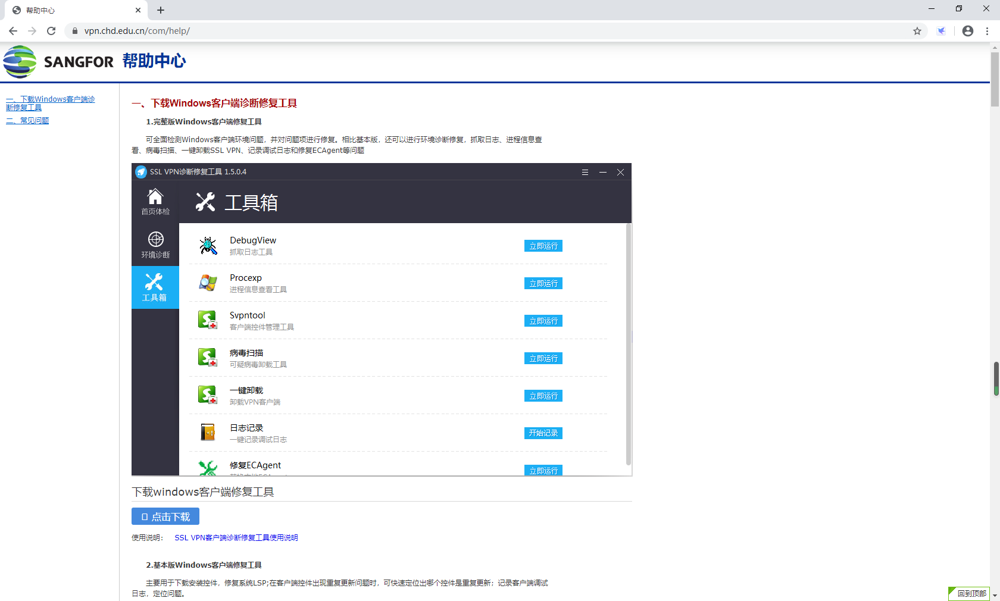 帮助中心
vpn.chd.edu.cn/com/help/
SANGFOR 帮助中心
一、下载Windows客户端诊
断修复工具
二、常见问题
一、下载Windows客户端诊断修复工具
1.完整版Windows客户端修复工具
可全面检测Windows客户端环境问题，并对问题项进行修复。相比基本版，还可以进行环境诊断修复，抓取日志、进程信息查
看、病毒扫描、一键卸载SSL VPN、记录调试日志和修复ECAgent等问题
SSL VPN诊断修复工具 1.5.0.4
首页体检
环境诊断
工具箱
工具箱
DebugView
抓取日志工具
立即运行
Procexp
进程信息查看工具
立即运行
Svpntool
客户端控件管理工具
立即运行
病毒扫描
可疑病毒卸载工具
立即运行
一键卸载
卸载VPN客户端
立即运行
日志记录
一键记录调试日志
开始记录
修复ECAgent
立即运行
下载windows客户端修复工具
点击下载
使用说明： SSL VPN客户端诊断修复工具使用说明
2.基本版Windows客户端修复工具
主要用于下载安装控件，修复系统LSP;在客户端控件出现重复更新问题时，可快速定位出哪个控件是重复更新；记录客户端调试
日志，定位问题。
回到顶部